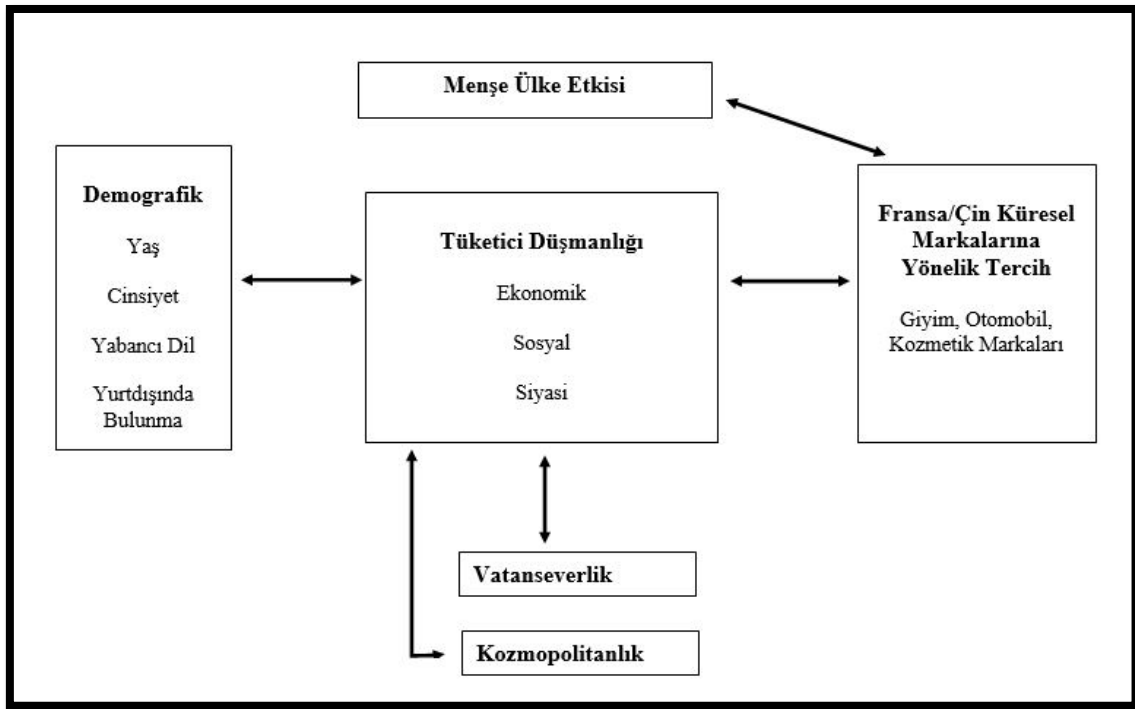 Menşe Ülke Etkisi
Demografik
Yaş
Cinsiyet
Yabancı Dil
Yurtdışında
Bulunma
Tüketici Düşmanlığı
Ekonomik
Sosyal
Siyasi
Fransa/Çin Küresel
Markalarına
Yönelik Tercih
Giyim, Otomobil,
Kozmetik Markaları
Vatanseverlik
Kozmopolitanlık